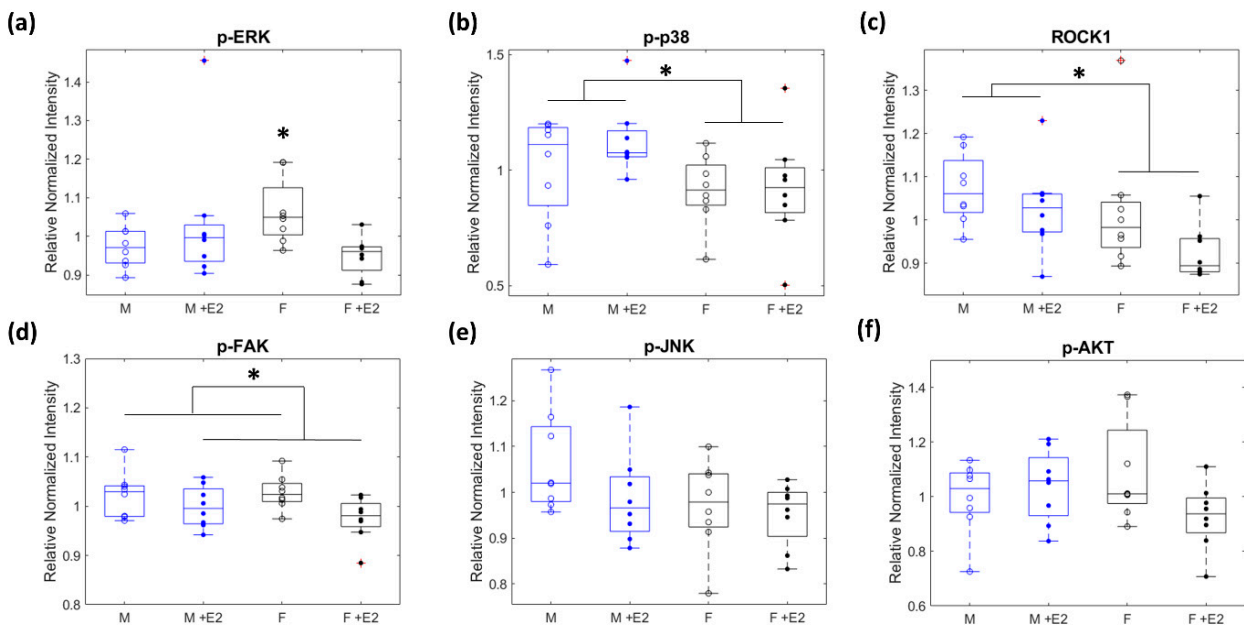 (a)
p-ERK
Relative Normalized Intensity
1.4
1.3
1.2
1.1
1
0.9
*
M
M +E2
F
F +E2
(b)
p-p38
Relative Normalized Intensity
1.5
1
0.5
*
M
M +E2
F
F +E2
(c)
ROCK1
Relative Normalized Intensity
1.3
1.2
1.1
1.0
0.9
*
M
M +E2
F
F +E2
(d)
p-FAK
Relative Normalized Intensity
1.3
1.2
1.1
1
0.9
0.8
*
M
M +E2
F
F +E2
(e)
p-JNK
Relative Normalized Intensity
1.2
1.1
1.0
0.9
0.8
M
M +E2
F
F +E2
(f)
p-AKT
Relative Normalized Intensity
1.4
1.2
1.0
0.8
0.6
M
M +E2
F
F +E2